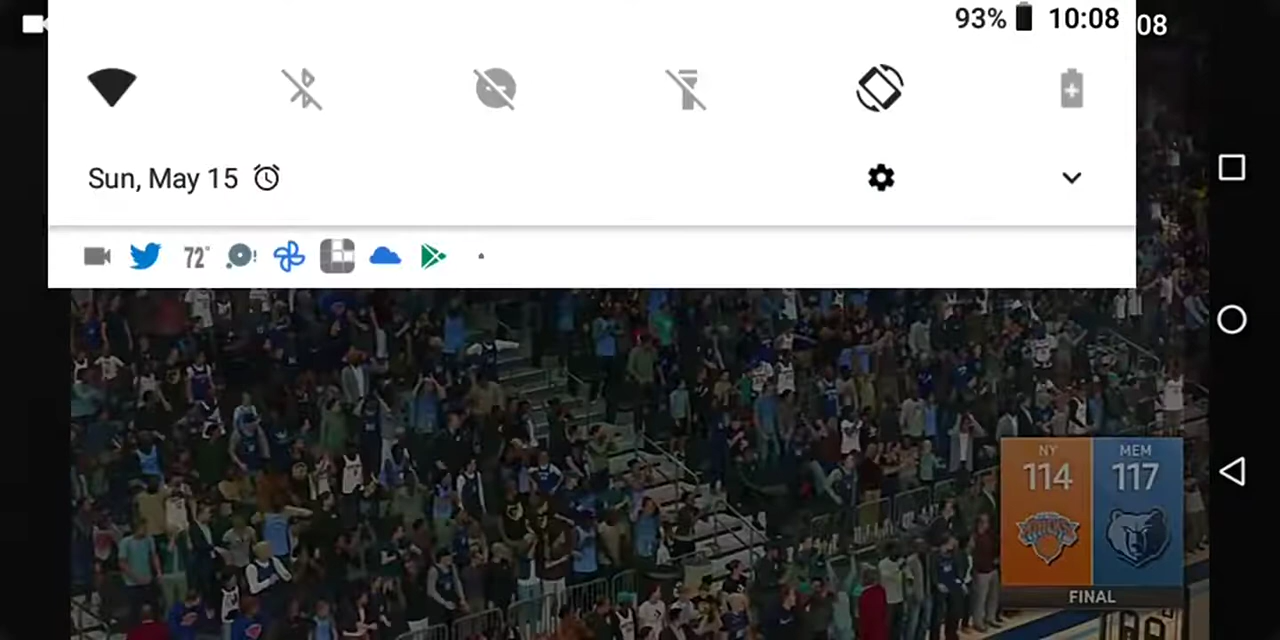 93% 10:08
08
Sun, May 15
72°
NY MEM
114 117
FINAL